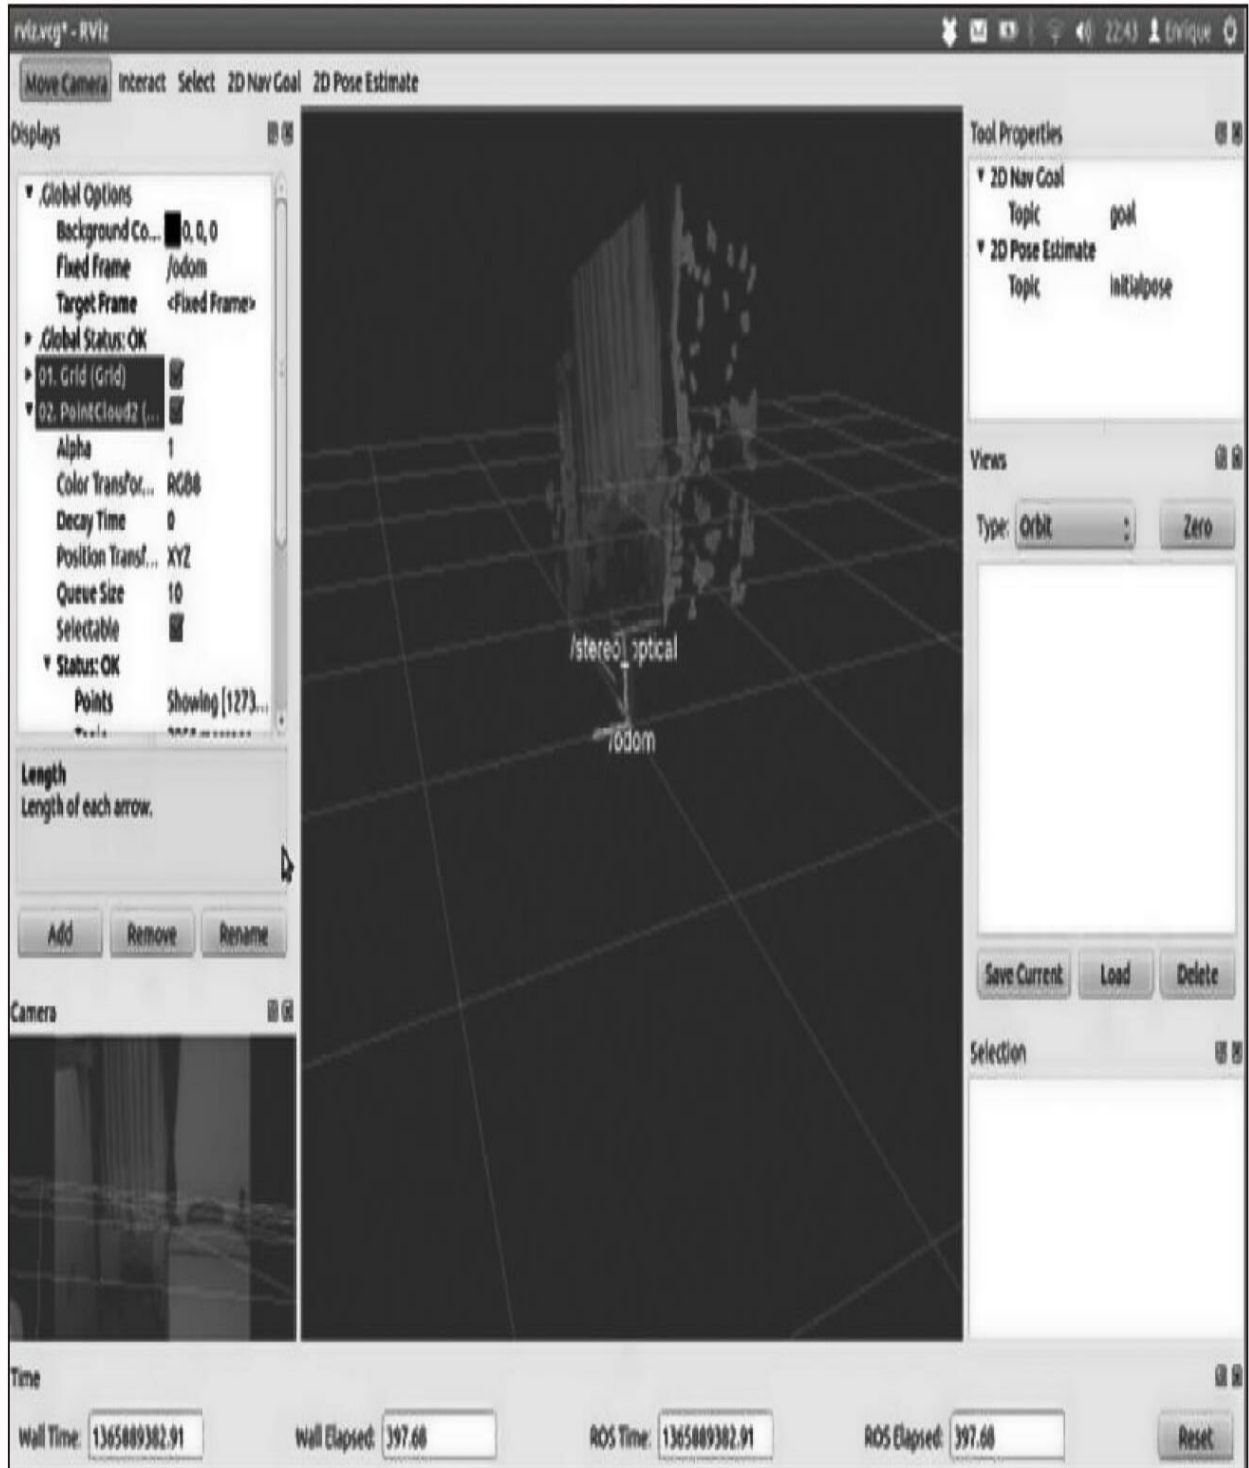 rviz.vcg* - RViz
22:43 Enrique
Move Camera Interact Select 2D Nav Goal 2D Pose Estimate
Displays
.Global Options
Background Co... 0, 0, 0
Fixed Frame /odom
Target Frame <Fixed Frame>
.Global Status: OK
01. Grid (Grid)
02. PointCloud2 (...
Alpha 1
Color Transfor... RGB8
Decay Time 0
Position Transf... XYZ
Queue Size 10
Selectable
Status: OK
Points Showing [1273...
Length
Length of each arrow.
Add Remove Rename
Camera
/stereo_optical
/odom
Tool Properties
2D Nav Goal
Topic goal
2D Pose Estimate
Topic initialpose
Views
Type: Orbit Zero
Save Current Load Delete
Selection
Time
Wall Time: 1365889382.91 Wall Elapsed: 397.68 ROS Time: 1365889382.91 ROS Elapsed: 397.68 Reset